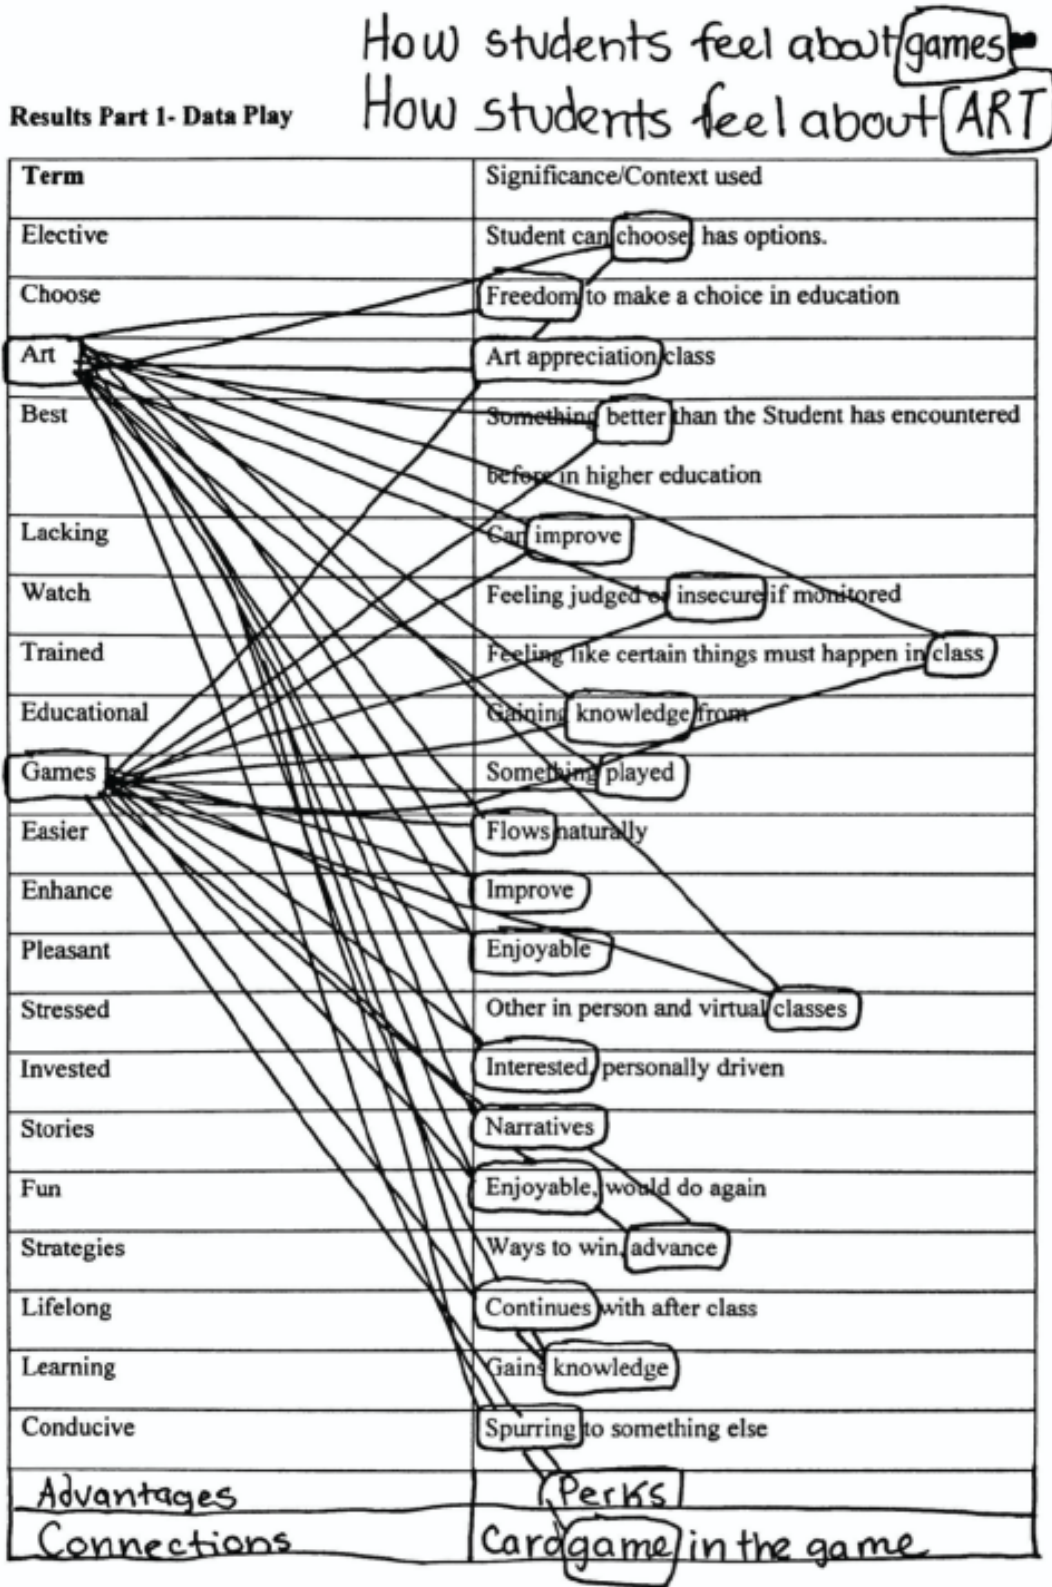 How students feel about games
How students feel about ART
Results Part 1- Data Play
Term Significance/Context used
Elective Student can choose, has options.
Choose Freedom to make a choice in education
Art Art appreciation class
Best Something better than the Student has encountered
before in higher education
Lacking Can improve
Watch Feeling judged or insecure if monitored
Trained Feeling like certain things must happen in class
Educational Gaining knowledge from
Games Something played
Easier Flows naturally
Enhance Improve
Pleasant Enjoyable
Stressed Other in person and virtual classes
Invested Interested, personally driven
Stories Narratives
Fun Enjoyable, would do again
Strategies Ways to win, advance
Lifelong Continues with after class
Learning Gains knowledge
Conducive Spurring to something else
Advantages Perks
Connections Card game in the game